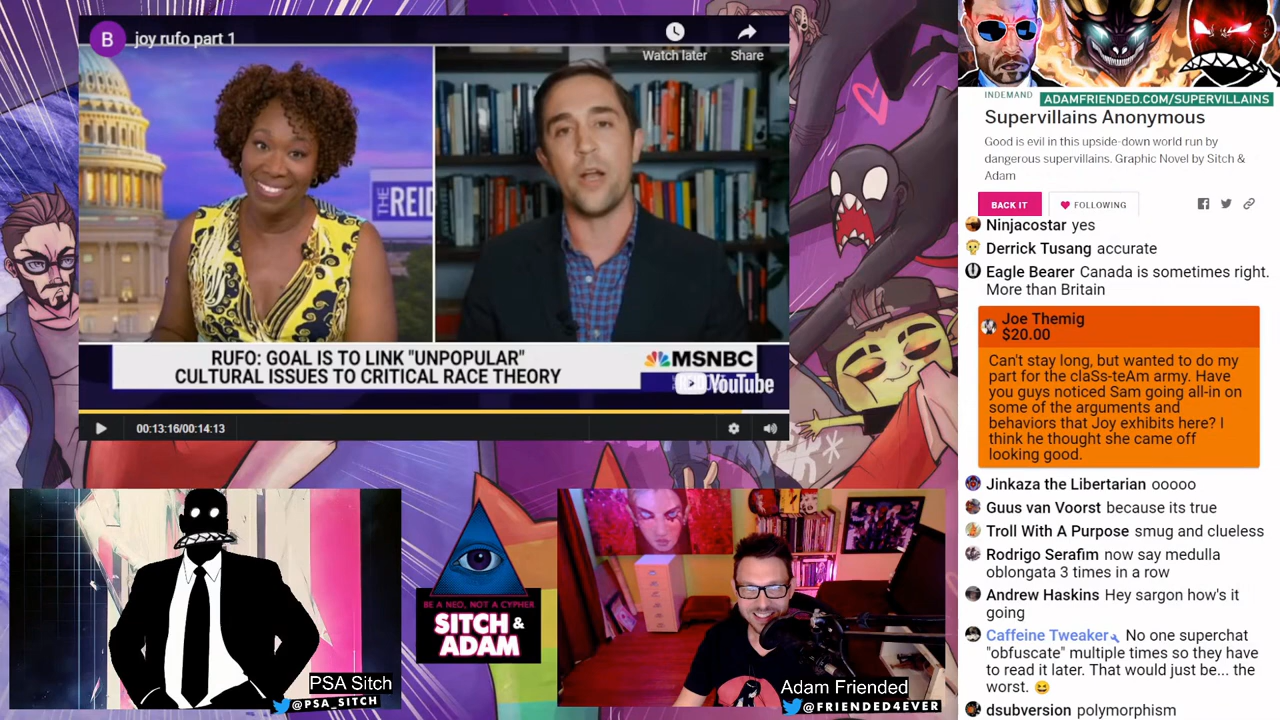 B
joy rufo part 1
Watch later
Share
THE REID
RUFO: GOAL IS TO LINK "UNPOPULAR"
CULTURAL ISSUES TO CRITICAL RACE THEORY
MSNBC
YouTube
00:13:16/00:14:13
PSA Sitch
@PSA_SITCH
BE A NEO, NOT A CYPHER
SITCH &
ADAM
Adam Friended
@FRIENDED4EVER
INDEMAND
ADAMFRIENDED.COM/SUPERVILLAINS
Supervillains Anonymous
Good is evil in this upside-down world run by
dangerous supervillains. Graphic Novel by Sitch &
Adam
BACK IT
FOLLOWING
Ninjacostar yes
Derrick Tusang accurate
Eagle Bearer Canada is sometimes right.
More than Britain
Joe Themig
$20.00
Can't stay long, but wanted to do my
part for the claSs-teAm army. Have
you guys noticed Sam going all-in on
some of the arguments and
behaviors that Joy exhibits here? I
think he thought she came off
looking good.
Jinkaza the Libertarian ooooo
Guus van Voorst because its true
Troll With A Purpose smug and clueless
Rodrigo Serafim now say medulla
oblongata 3 times in a row
Andrew Haskins Hey sargon how's it
going
Caffeine Tweaker No one superchat
"obfuscate" multiple times so they have
to read it later. That would just be... the
worst. 😆
dsubversion polymorphism